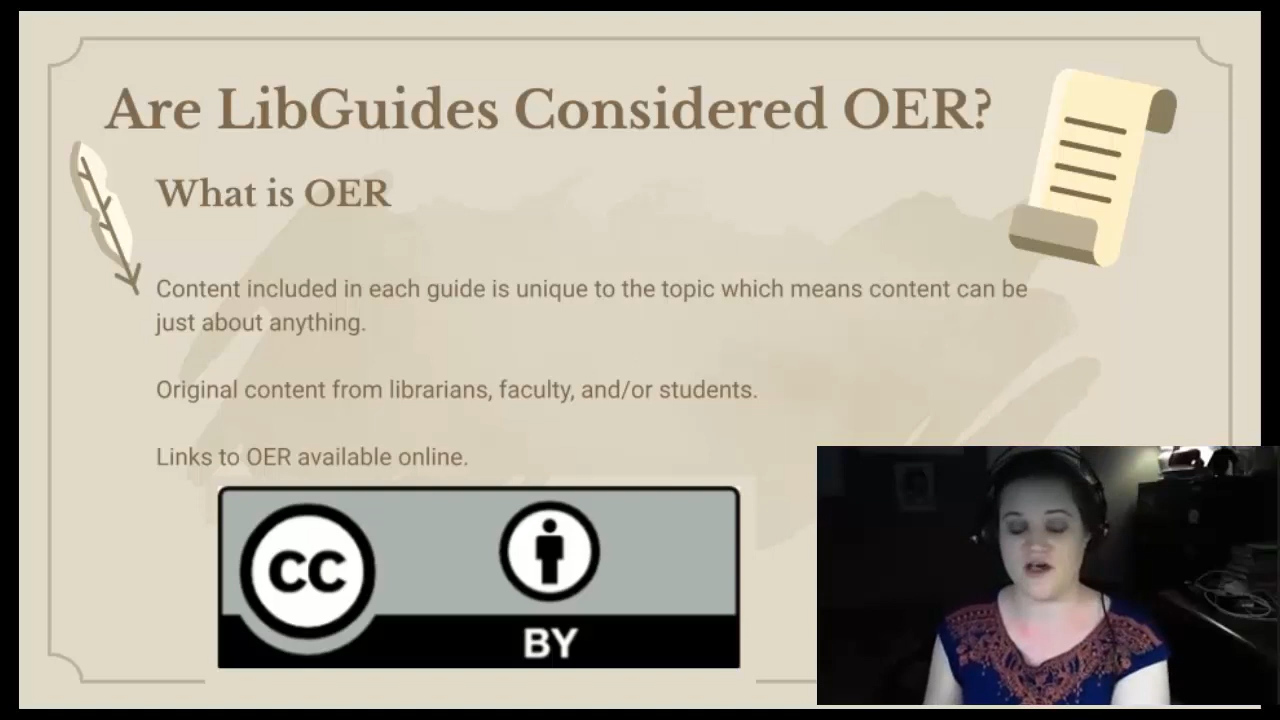 Are LibGuides Considered OER?
What is OER
Content included in each guide is unique to the topic which means content can be
just about anything.
Original content from librarians, faculty, and/or students.
Links to OER available online.
CC
BY